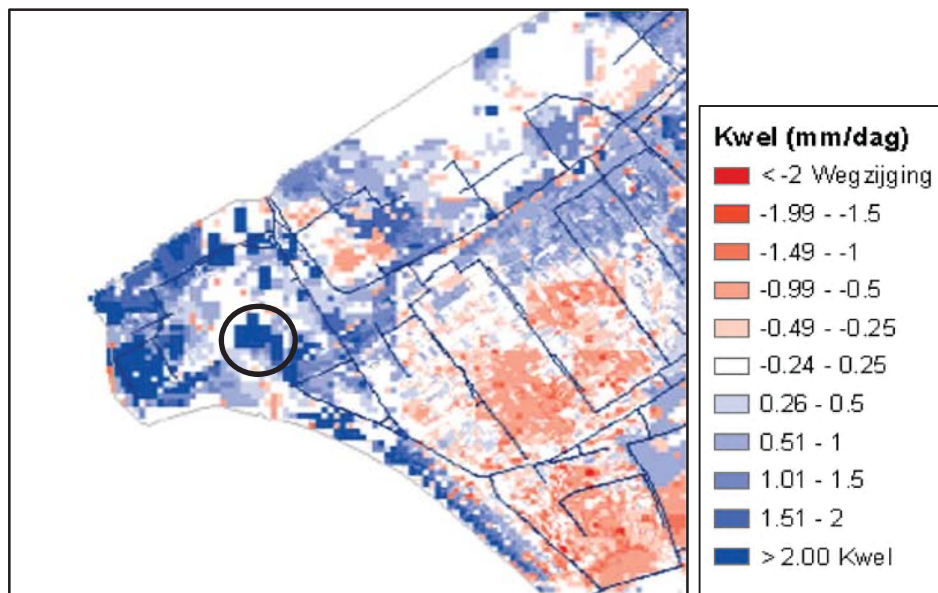 Kwel (mm/dag)
< -2 Wegzijging
-1.99 - -1.5
-1.49 - -1
-0.99 - -0.5
-0.49 - -0.25
-0.24 - 0.25
0.26 - 0.5
0.51 - 1
1.01 - 1.5
1.51 - 2
> 2.00 Kwel